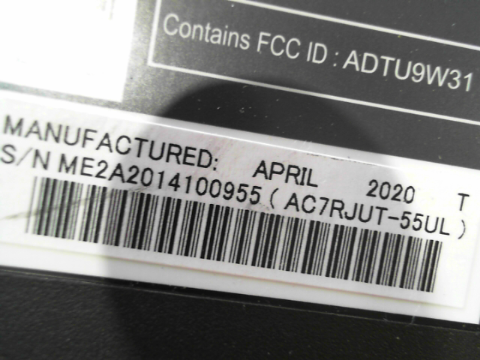 Contains FCC ID : ADTU9W31
MANUFACTURED: APRIL 2020 T
S/N ME2A2014100955 ( AC7RJUT-55UL )